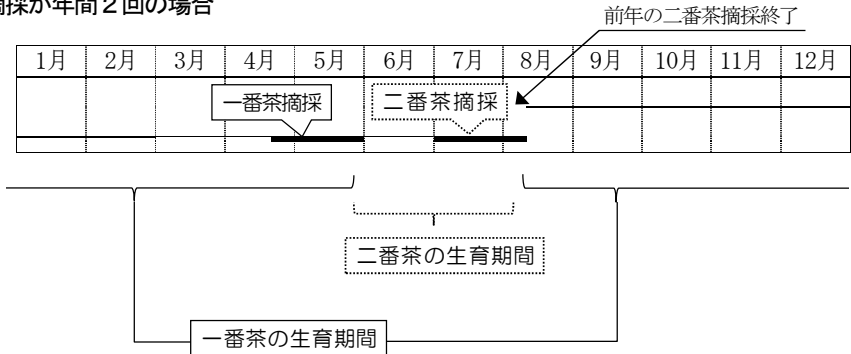 摘採が年間2回の場合
前年の二番茶摘採終了
1月 2月 3月 4月 5月 6月 7月 8月 9月 10月 11月 12月
一番茶摘採 二番茶摘採
二番茶の生育期間
一番茶の生育期間